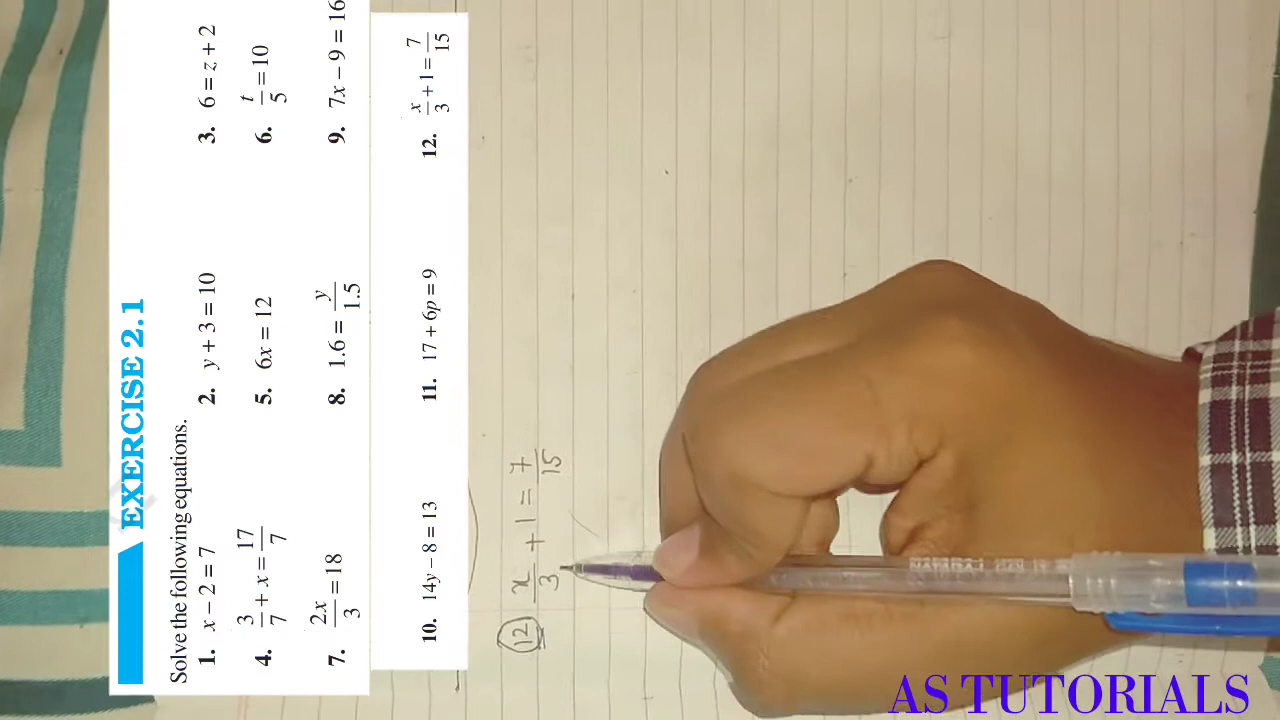 EXERCISE 2.1
Solve the following equations.
1. x − 2 = 7 2. y + 3 = 10 3. 6 = z + 2
4. 3/7 + x = 17/7 5. 6x = 12 6. t/5 = 10
7. 2x/3 = 18 8. 1.6 = y/1.5 9. 7x − 9 = 16
10. 14y − 8 = 13 11. 17 + 6p = 9 12. x/3 + 1 = 7/15
12 x/3 + 1 = 7/15
AS TUTORIALS